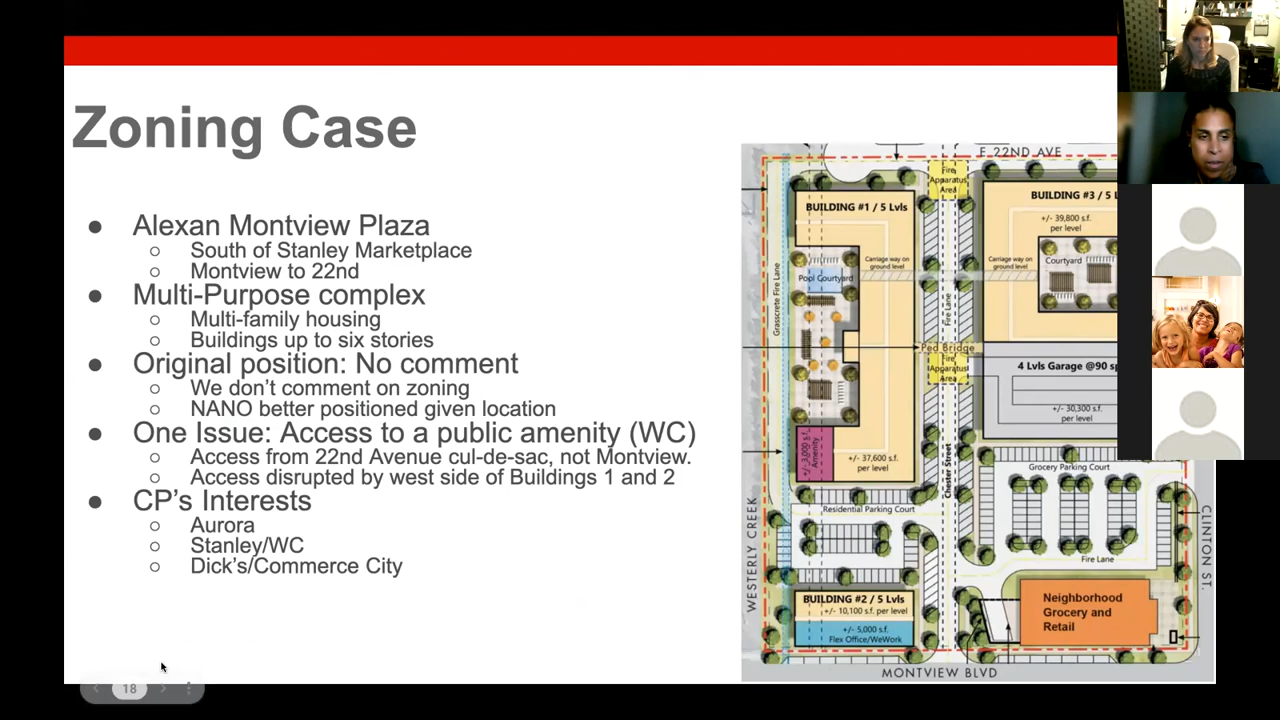 Zoning Case
● Alexan Montview Plaza
○ South of Stanley Marketplace
○ Montview to 22nd
● Multi-Purpose complex
○ Multi-family housing
○ Buildings up to six stories
● Original position: No comment
○ We don't comment on zoning
○ NANO better positioned given location
● One Issue: Access to a public amenity (WC)
○ Access from 22nd Avenue cul-de-sac, not Montview.
○ Access disrupted by west side of Buildings 1 and 2
● CP's Interests
○ Aurora
○ Stanley/WC
○ Dick's/Commerce City
18
E 22ND AVE
Fire
Apparatus
Area
BUILDING #1 / 5 Lvls
BUILDING #3 / 5 L
+/- 39,800 s.f.
per level
Carriage way on
ground level
Carriage way on
ground level
Courtyard
Pool Courtyard
Grasscrete Fire Lane
Fire Lane
Ped Bridge
Fire
Apparatus
Area
4 Lvls Garage @90 sp
+/- 30,300 s.f.
per level
+/-3,000 s.f.
Amenity
+/- 37,600 s.f.
per level
Chester Street
Grocery Parking Court
Residential Parking Court
WESTERLY CREEK
CLINTON ST.
Fire Lane
BUILDING #2 / 5 Lvls
+/- 10,100 s.f. per level
+/- 5,000 s.f.
Flex Office/WeWork
Neighborhood
Grocery and
Retail
MONTVIEW BLVD